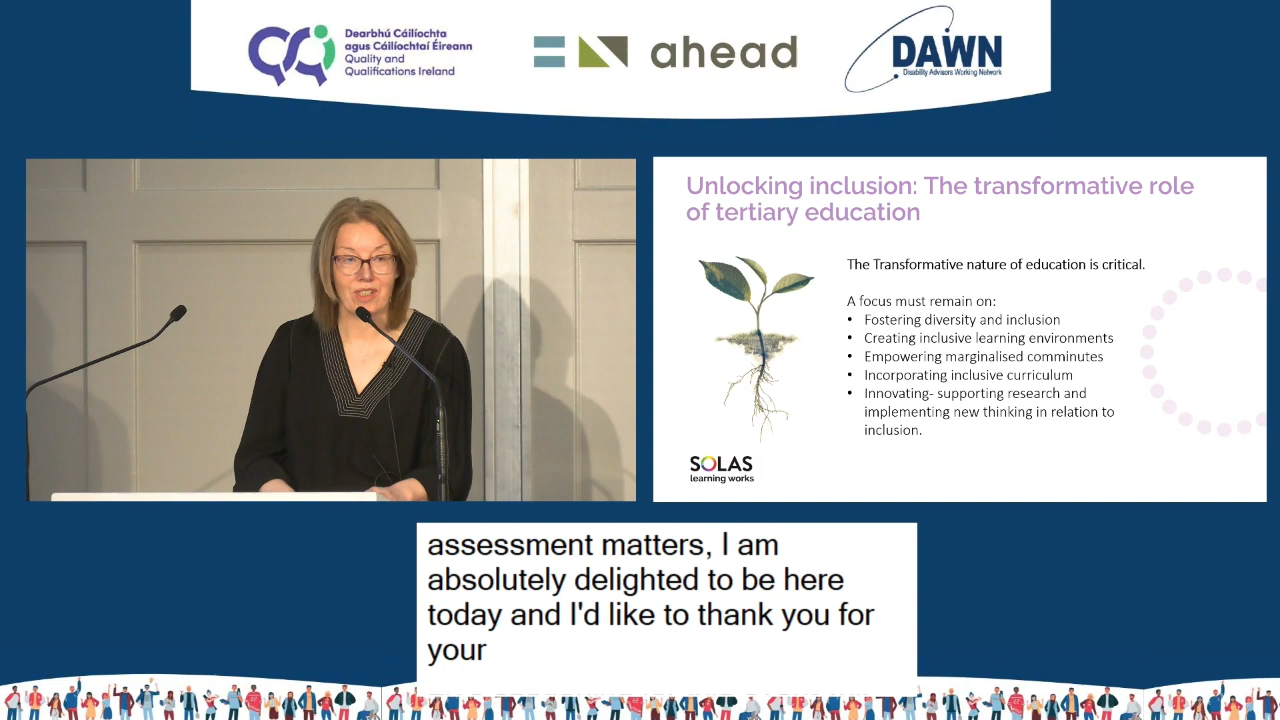 Dearbhú Cáilíochta
agus Cáilíochtaí Éireann
Quality and
Qualifications Ireland
ahead
DAWN
Disability Advisors Working Network
Unlocking inclusion: The transformative role
of tertiary education
The Transformative nature of education is critical.
A focus must remain on:
• Fostering diversity and inclusion
• Creating inclusive learning environments
• Empowering marginalised comminutes
• Incorporating inclusive curriculum
• Innovating- supporting research and
implementing new thinking in relation to
inclusion.
SOLAS
learning works
assessment matters, I am
absolutely delighted to be here
today and I'd like to thank you for
your